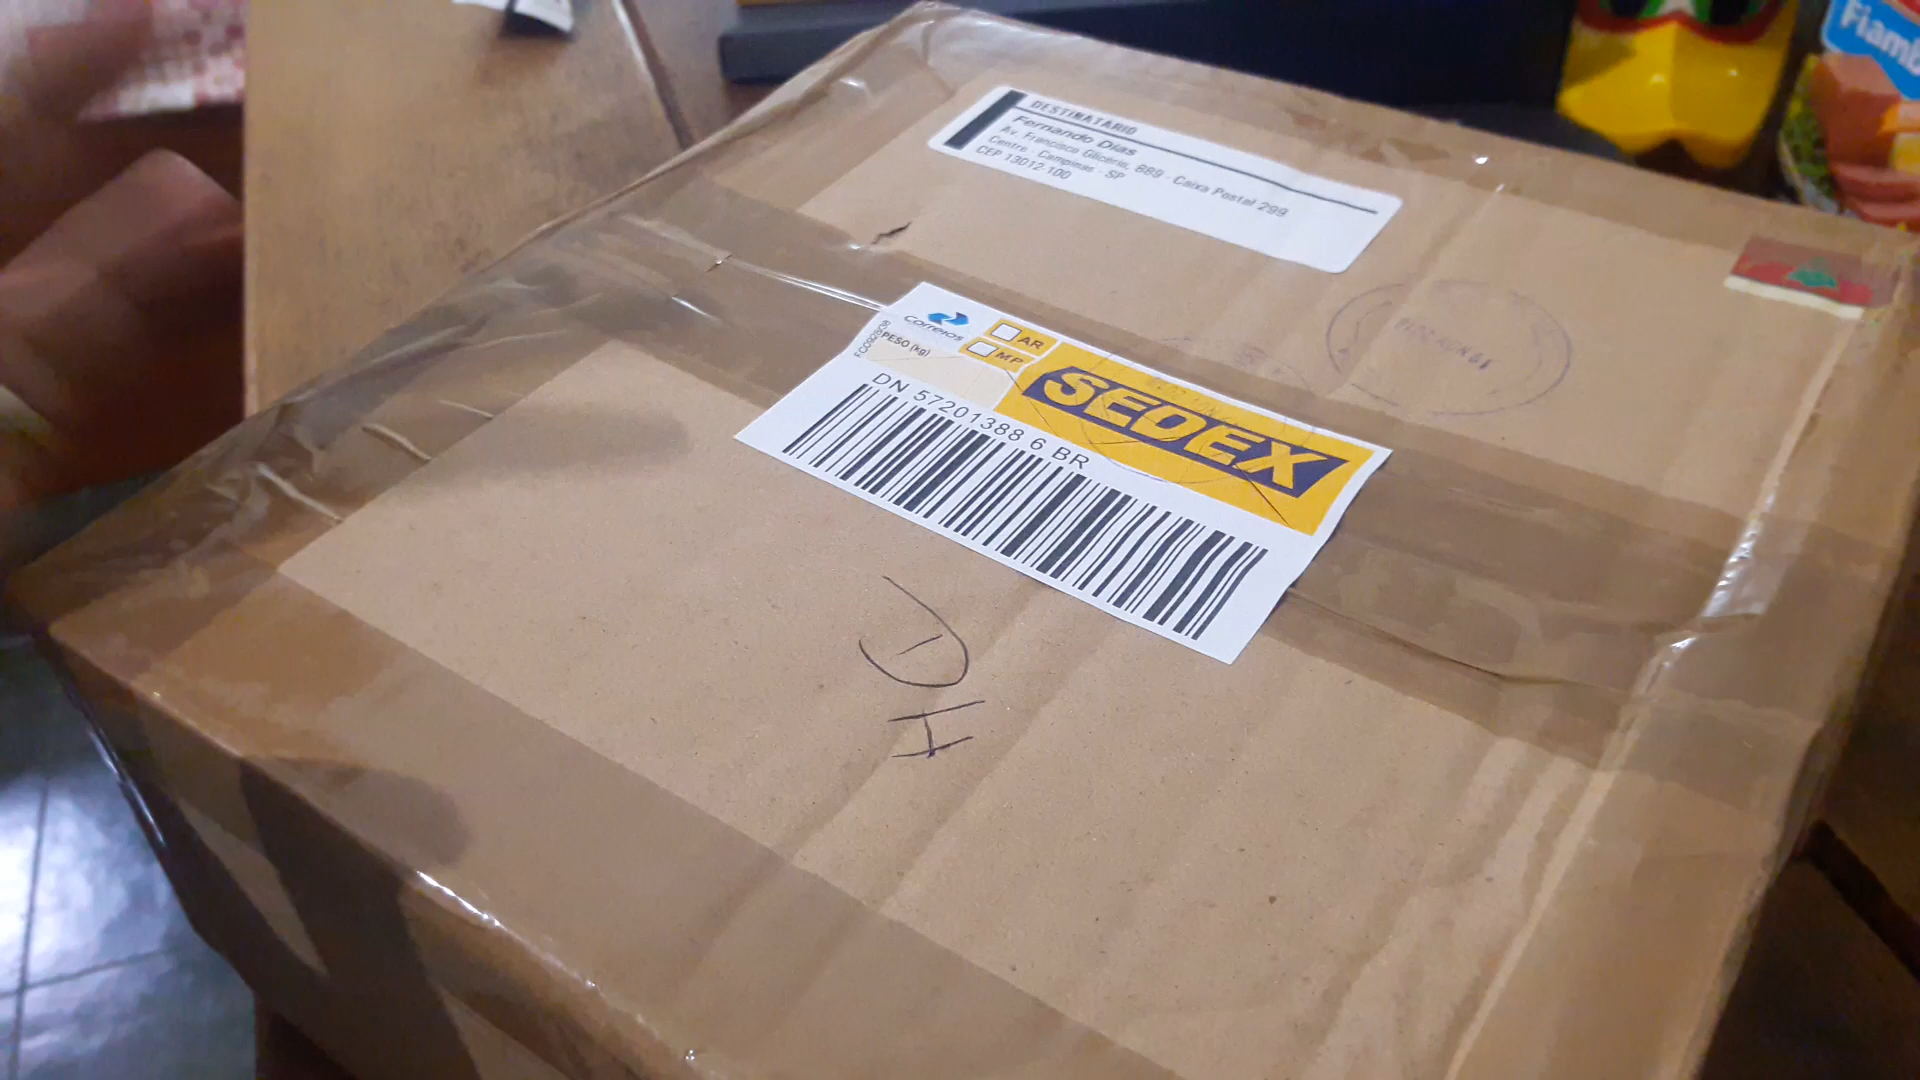 DESTINATÁRIO
Fernando Dias
Av. Francisco Glicério, 889 - Caixa Postal 299
Centro - Campinas - SP
CEP 13012-100
Correios
AR
MP
PESO (kg)
SEDEX
DN 57201388 6 BR
Fiamb